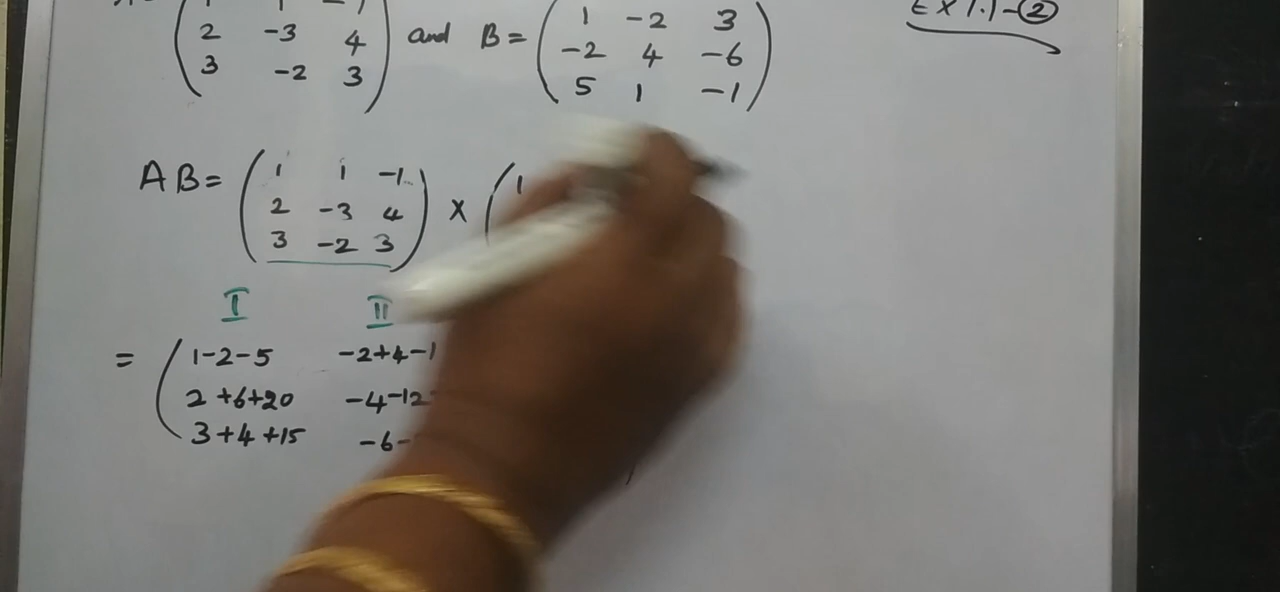 Ex 1.1-②
2 -3 4 and B= 1 -2 3
3 -2 3 -2 4 -6
5 1 -1
AB= 1 1 -1 × 1
2 -3 4
3 -2 3
I II
= 1-2-5 -2+4-1
2+6+20 -4-12
3+4+15 -6-